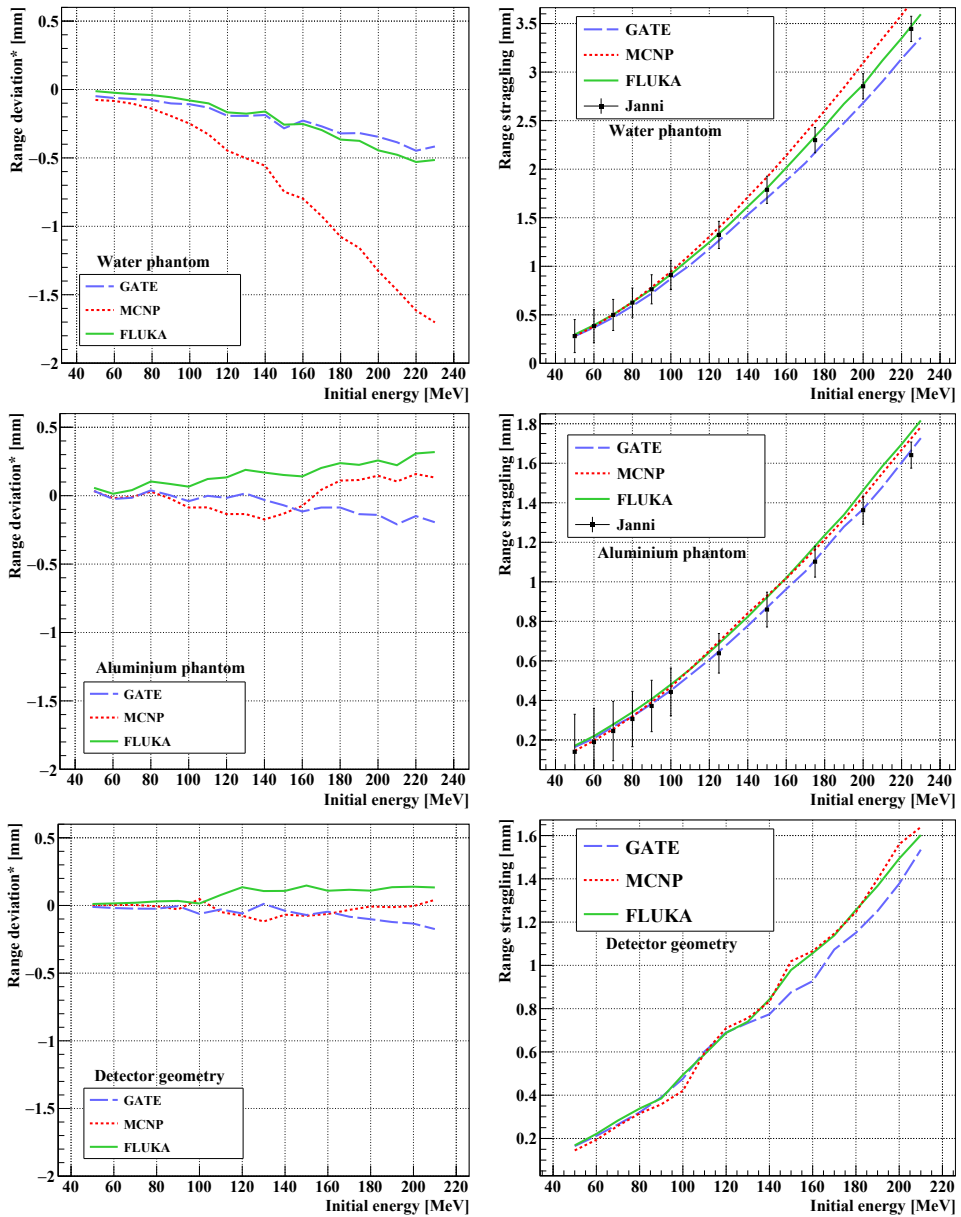 Range deviation* [mm]
0.5
0
−0.5
−1
−1.5
−2
Water phantom
GATE
MCNP
FLUKA
40 60 80 100 120 140 160 180 200 220 240
Initial energy [MeV]
Range straggling [mm]
3.5
3
2.5
2
1.5
1
0.5
0
GATE
MCNP
FLUKA
Janni
Water phantom
40 60 80 100 120 140 160 180 200 220 240
Initial energy [MeV]
Range deviation* [mm]
0.5
0
−0.5
−1
−1.5
−2
Aluminium phantom
GATE
MCNP
FLUKA
40 60 80 100 120 140 160 180 200 220 240
Initial energy [MeV]
Range straggling [mm]
1.8
1.6
1.4
1.2
1
0.8
0.6
0.4
0.2
GATE
MCNP
FLUKA
Janni
Aluminium phantom
40 60 80 100 120 140 160 180 200 220 240
Initial energy [MeV]
Range deviation* [mm]
0.5
0
−0.5
−1
−1.5
−2
Detector geometry
GATE
MCNP
FLUKA
40 60 80 100 120 140 160 180 200 220
Initial energy [MeV]
Range straggling [mm]
1.6
1.4
1.2
1
0.8
0.6
0.4
0.2
GATE
MCNP
FLUKA
Detector geometry
40 60 80 100 120 140 160 180 200 220
Initial energy [MeV]